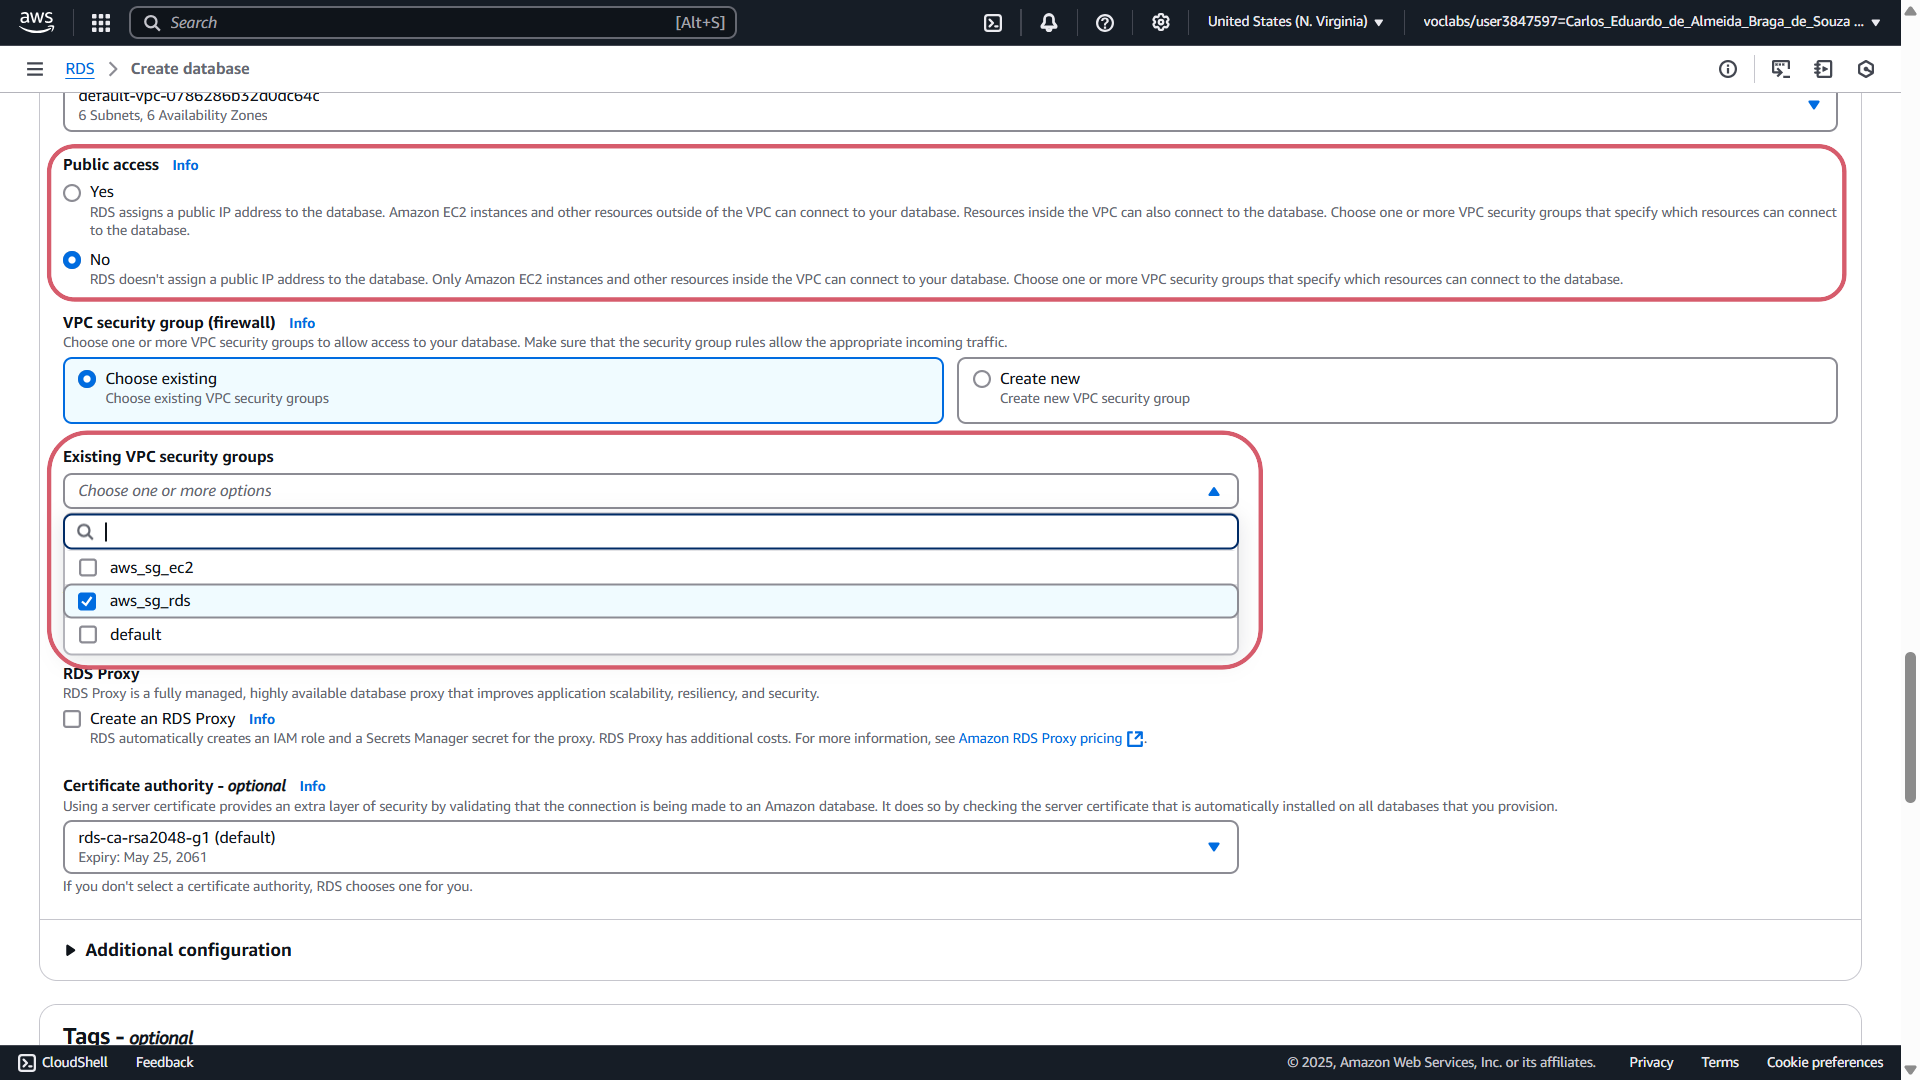 aws
Search [Alt+S]
United States (N. Virginia) ▼
voclabs/user3847597=Carlos_Eduardo_de_Almeida_Braga_de_Souza ... ▼
RDS > Create database
default-vpc-0786286b32d0dc64c
6 Subnets, 6 Availability Zones
Public access Info
Yes
RDS assigns a public IP address to the database. Amazon EC2 instances and other resources outside of the VPC can connect to your database. Resources inside the VPC can also connect to the database. Choose one or more VPC security groups that specify which resources can connect
to the database.
No
RDS doesn't assign a public IP address to the database. Only Amazon EC2 instances and other resources inside the VPC can connect to your database. Choose one or more VPC security groups that specify which resources can connect to the database.
VPC security group (firewall) Info
Choose one or more VPC security groups to allow access to your database. Make sure that the security group rules allow the appropriate incoming traffic.
Choose existing
Choose existing VPC security groups
Create new
Create new VPC security group
Existing VPC security groups
Choose one or more options
aws_sg_ec2
aws_sg_rds
default
RDS Proxy
RDS Proxy is a fully managed, highly available database proxy that improves application scalability, resiliency, and security.
Create an RDS Proxy Info
RDS automatically creates an IAM role and a Secrets Manager secret for the proxy. RDS Proxy has additional costs. For more information, see Amazon RDS Proxy pricing.
Certificate authority - optional Info
Using a server certificate provides an extra layer of security by validating that the connection is being made to an Amazon database. It does so by checking the server certificate that is automatically installed on all databases that you provision.
rds-ca-rsa2048-g1 (default)
Expiry: May 25, 2061
If you don't select a certificate authority, RDS chooses one for you.
Additional configuration
Tags - optional
CloudShell Feedback
© 2025, Amazon Web Services, Inc. or its affiliates. Privacy Terms Cookie preferences